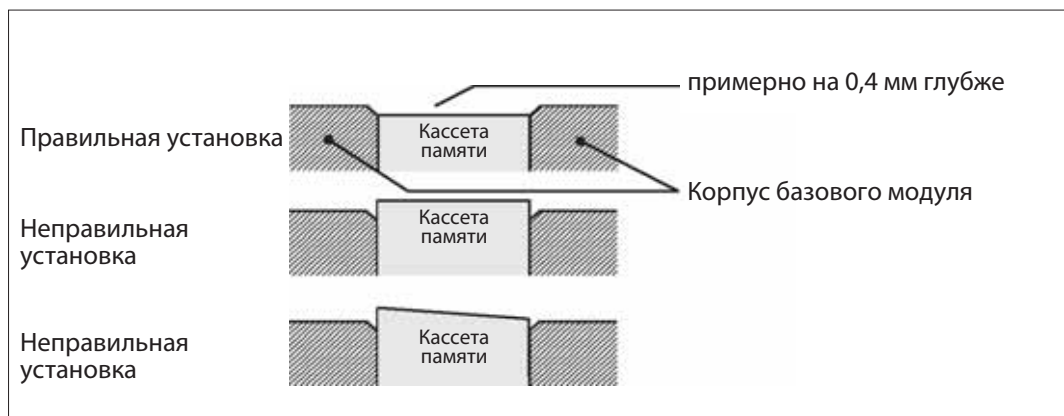 примерно на 0,4 мм глубже
Правильная установка
Кассета
памяти
Корпус базового модуля
Неправильная
установка
Кассета
памяти
Неправильная
установка
Кассета
памяти